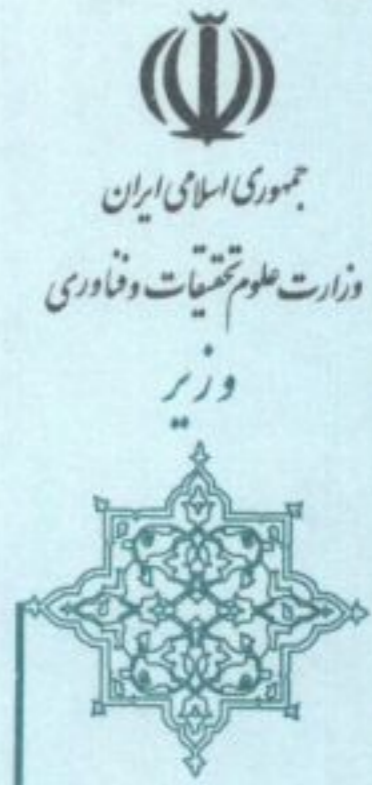 جمهوری اسلامی ایران
وزارت علوم تحقیقات و فناوری
وزیر